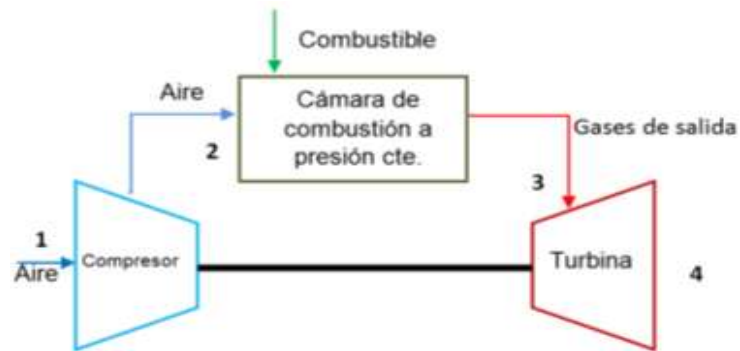 Combustible
Aire
Cámara de
combustión a
presión cte.
Gases de salida
2
3
1
Aire
Compresor
Turbina
4